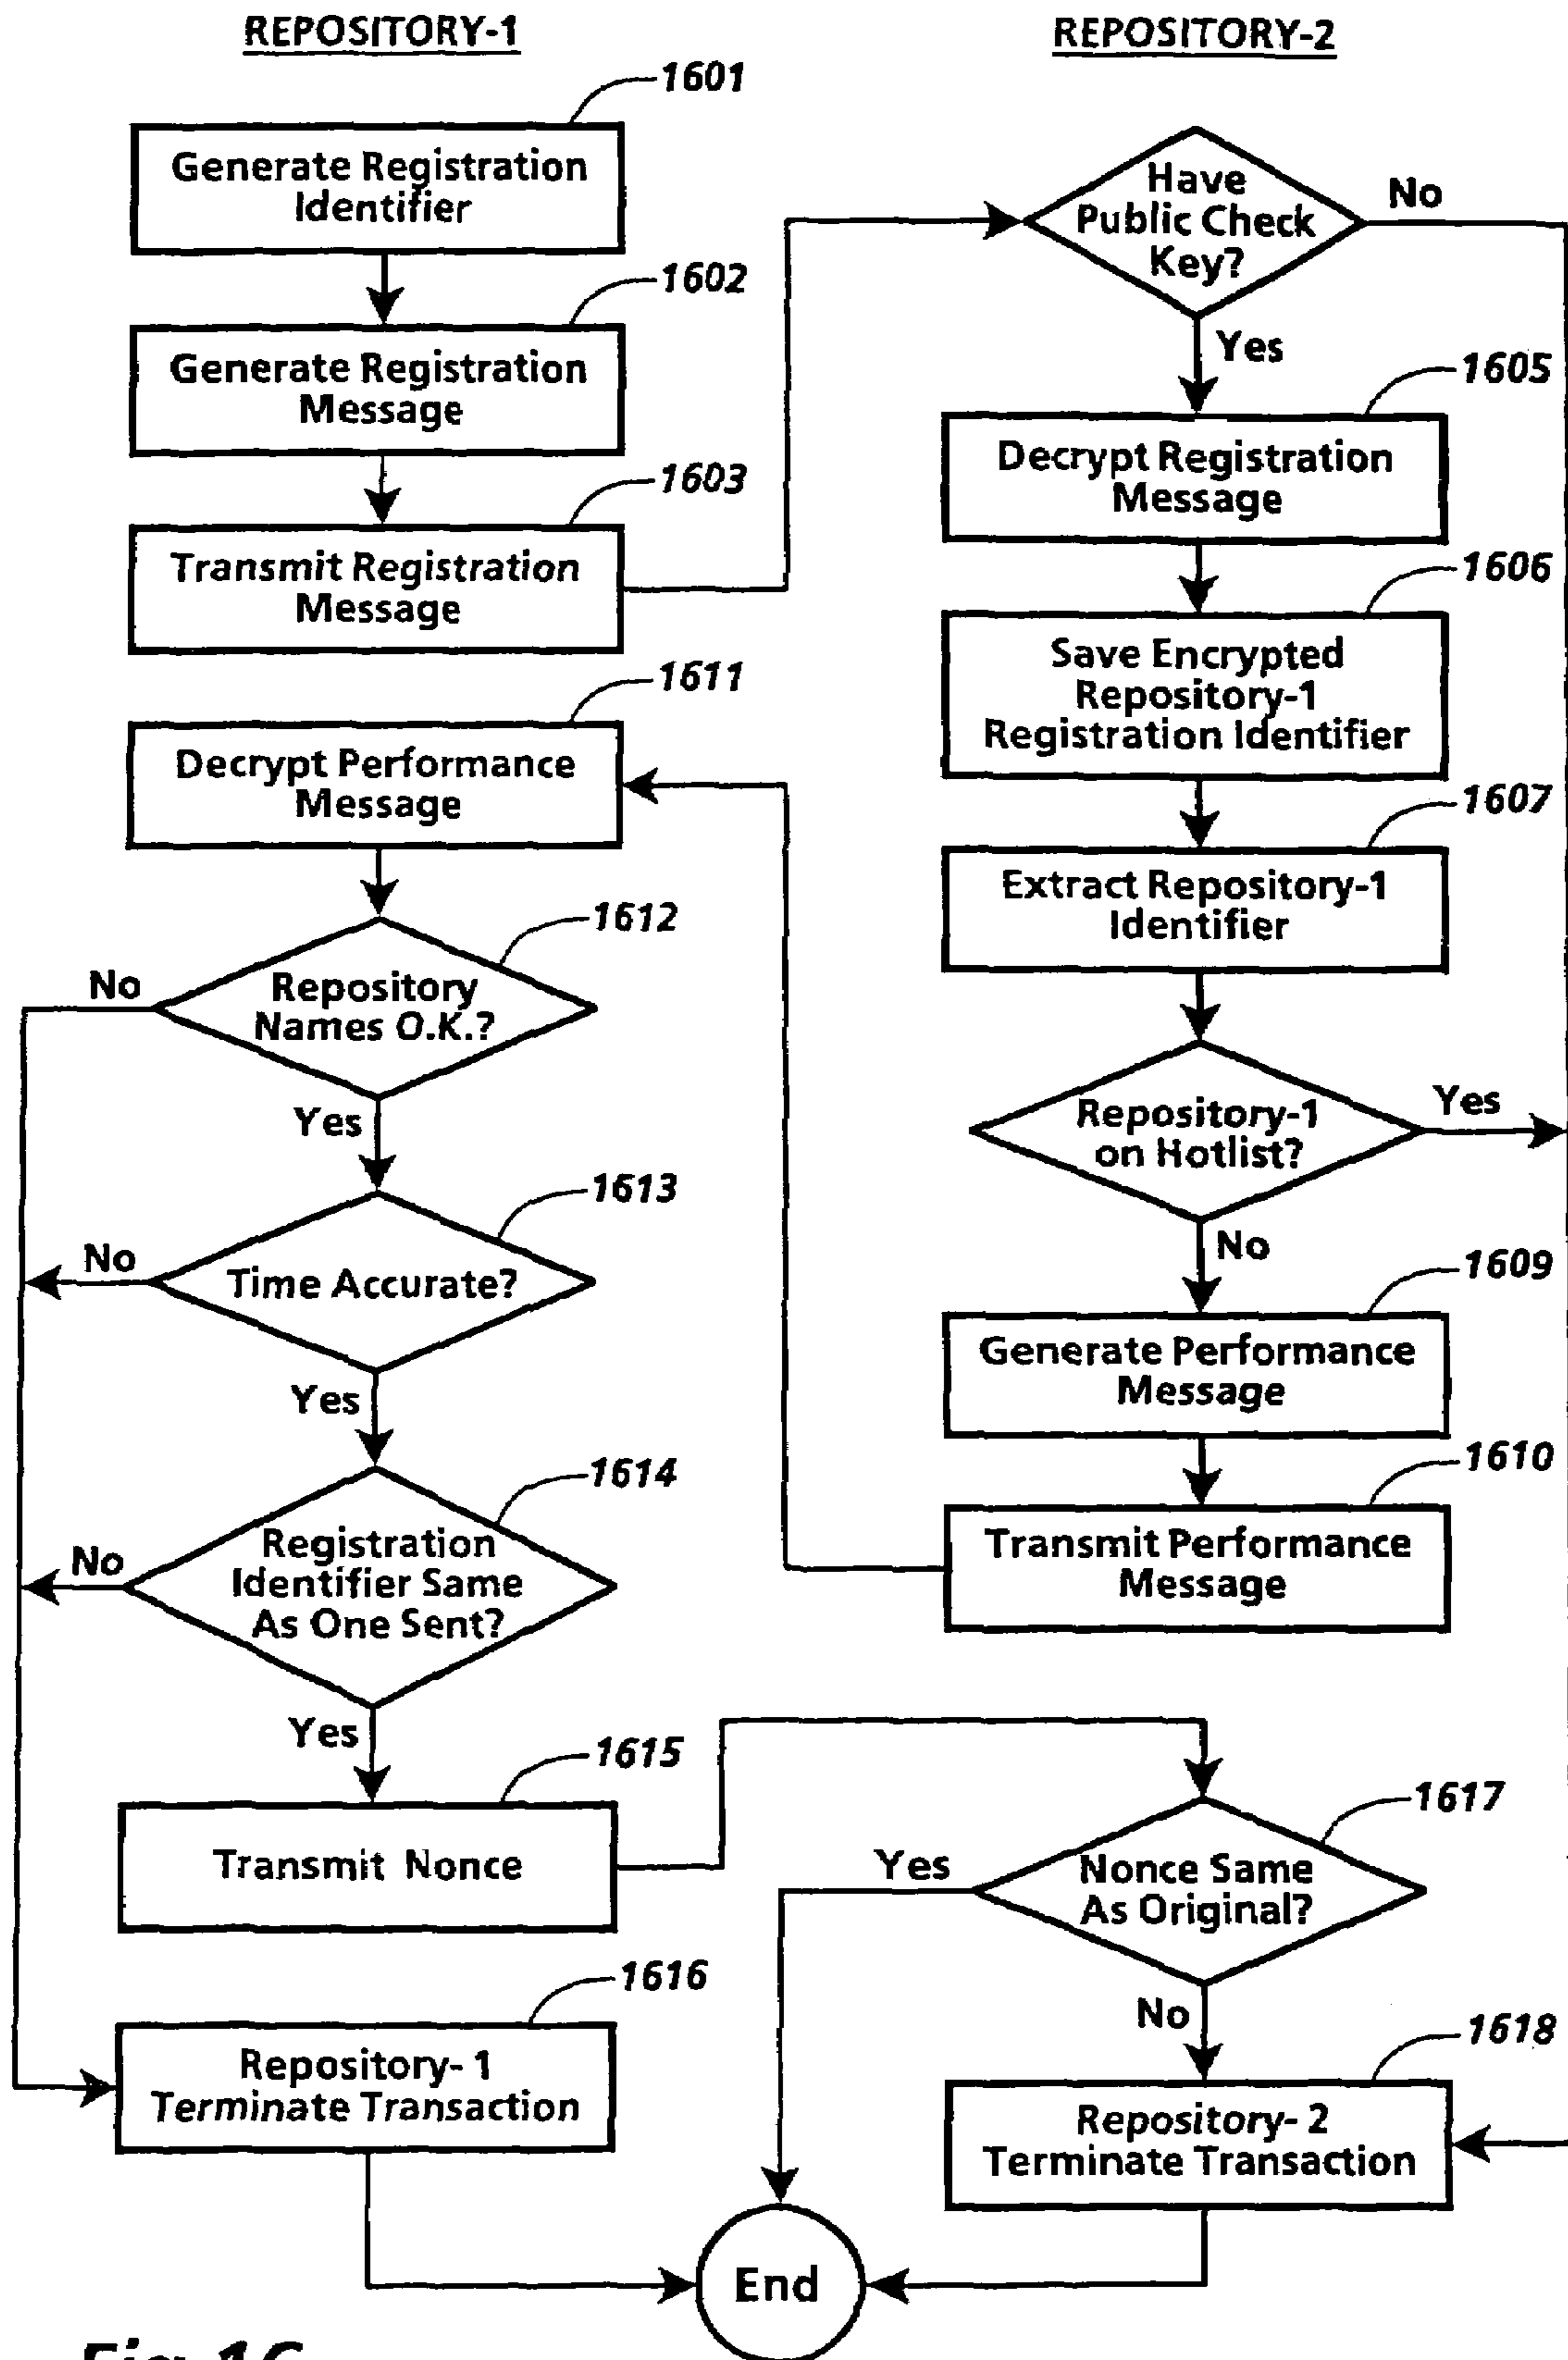 REPOSITORY-1
1601
Generate Registration
Identifier
1602
Generate Registration
Message
1603
Transmit Registration
Message
1611
Decrypt Performance
Message
1612
Repository
Names O.K.?
No
Yes
1613
Time Accurate?
No
Yes
1614
Registration
Identifier Same
As One Sent?
No
Yes
1615
Transmit Nonce
1616
Repository- 1
Terminate Transaction
REPOSITORY-2
Have
Public Check
Key?
No
Yes
1605
Decrypt Registration
Message
1606
Save Encrypted
Repository-1
Registration Identifier
1607
Extract Repository-1
Identifier
Repository-1
on Hotlist?
Yes
No
1609
Generate Performance
Message
1610
Transmit Performance
Message
1617
Nonce Same
As Original?
Yes
No
1618
Repository- 2
Terminate Transaction
End